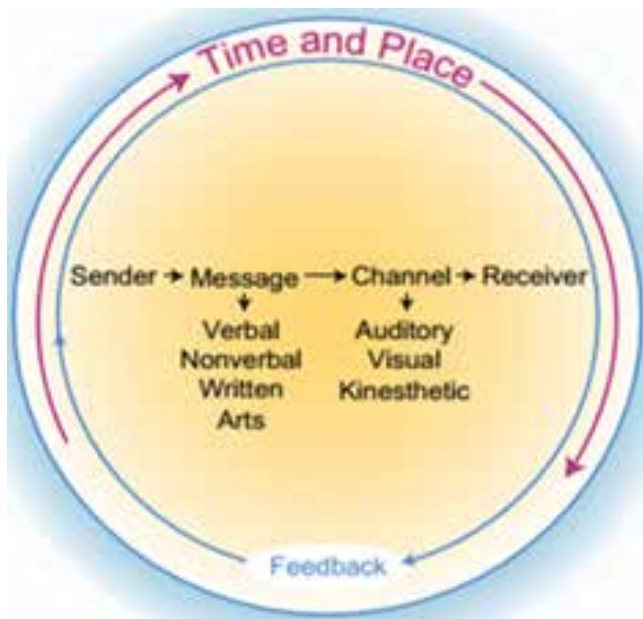 Time and Place
Sender → Message → Channel → Receiver
Verbal
Nonverbal
Written
Arts
Auditory
Visual
Kinesthetic
Feedback